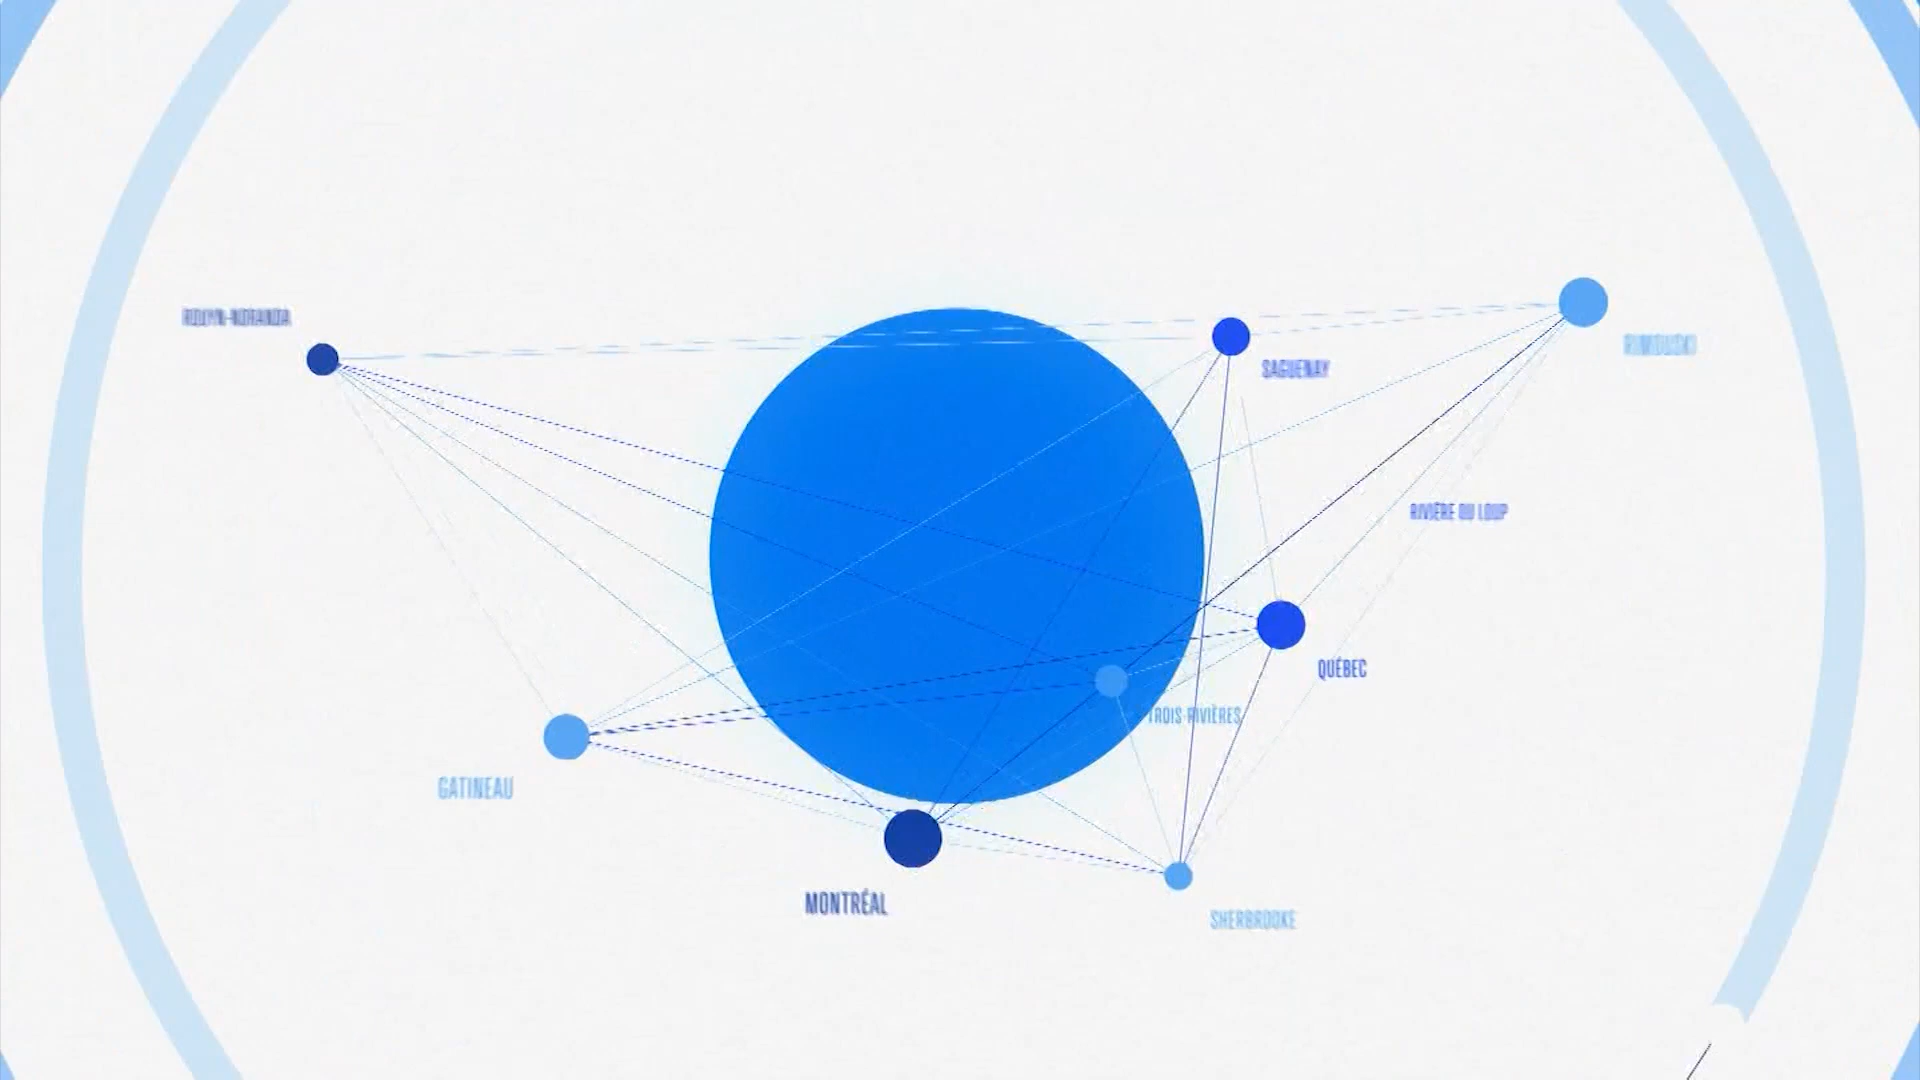 ROUYN-NORANDA
RIMOUSKI
SAGUENAY
RIVIÈRE DU LOUP
QUÉBEC
TROIS-RIVIÈRES
GATINEAU
MONTRÉAL
SHERBROOKE